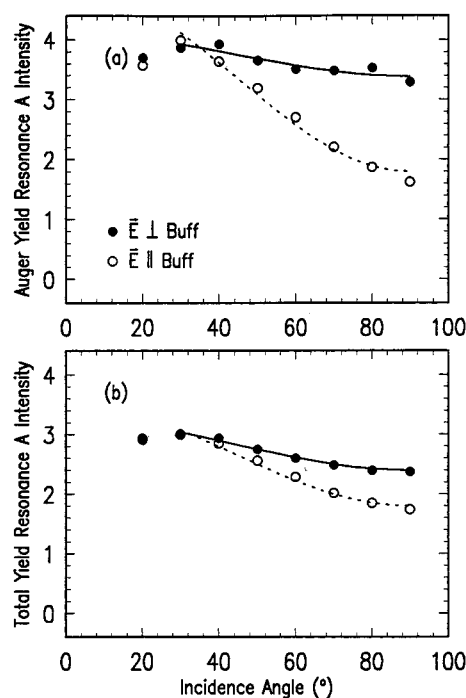 Auger Yield Resonance A Intensity
4
3
2
1
0
(a)
● E⃗ ⊥ Buff
○ E⃗ ∥ Buff
0 20 40 60 80 100
Total Yield Resonance A Intensity
4
3
2
1
0
(b)
0 20 40 60 80 100
Incidence Angle (°)